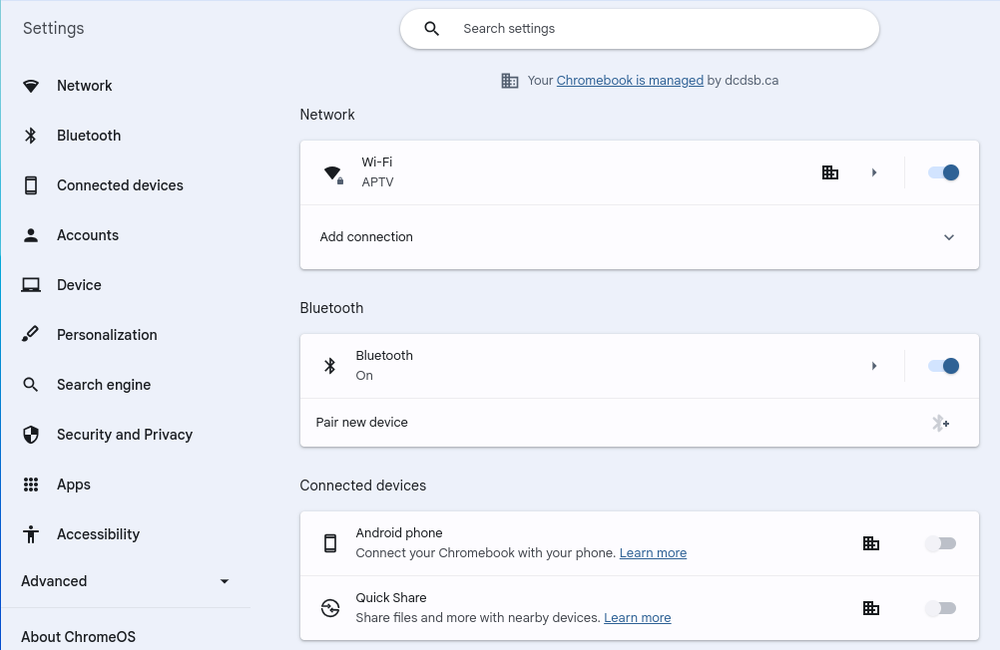 Settings
Search settings
Network
Bluetooth
Connected devices
Accounts
Device
Personalization
Search engine
Security and Privacy
Apps
Accessibility
Advanced
About ChromeOS
Your Chromebook is managed by dcdsb.ca
Network
Wi-Fi
APTV
Add connection
Bluetooth
Bluetooth
On
Pair new device
Connected devices
Android phone
Connect your Chromebook with your phone. Learn more
Quick Share
Share files and more with nearby devices. Learn more